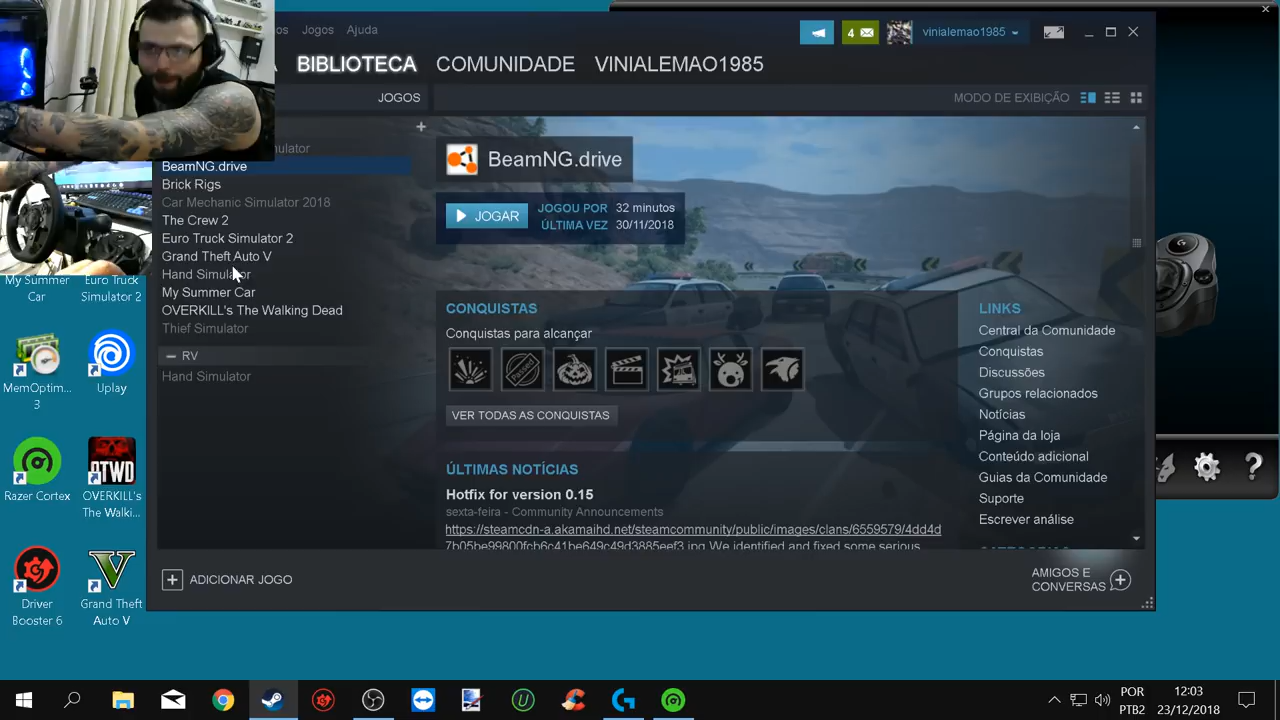 os Jogos Ajuda
4 vinialemao1985
BIBLIOTECA COMUNIDADE VINIALEMAO1985
JOGOS
MODO DE EXIBIÇÃO
ulator
BeamNG.drive
Brick Rigs
Car Mechanic Simulator 2018
The Crew 2
Euro Truck Simulator 2
Grand Theft Auto V
Hand Simulator
My Summer Car
OVERKILL's The Walking Dead
Thief Simulator
RV
Hand Simulator
BeamNG.drive
JOGAR
JOGOU POR 32 minutos
ÚLTIMA VEZ 30/11/2018
CONQUISTAS
Conquistas para alcançar
VER TODAS AS CONQUISTAS
ÚLTIMAS NOTÍCIAS
Hotfix for version 0.15
sexta-feira - Community Announcements
https://steamcdn-a.akamaihd.net/steamcommunity/public/images/clans/6559579/4dd4d
7b05be99800fcb6c41be649c49d3885eef3.jpg We identified and fixed some serious
LINKS
Central da Comunidade
Conquistas
Discussões
Grupos relacionados
Notícias
Página da loja
Conteúdo adicional
Guias da Comunidade
Suporte
Escrever análise
ADICIONAR JOGO
AMIGOS E
CONVERSAS
My Summer
Car
Euro Truck
Simulator 2
MemOptim...
3
Uplay
Razer Cortex
OTWD
OVERKILL's
The Walki...
Driver
Booster 6
Grand Theft
Auto V
POR
PTB2
12:03
23/12/2018